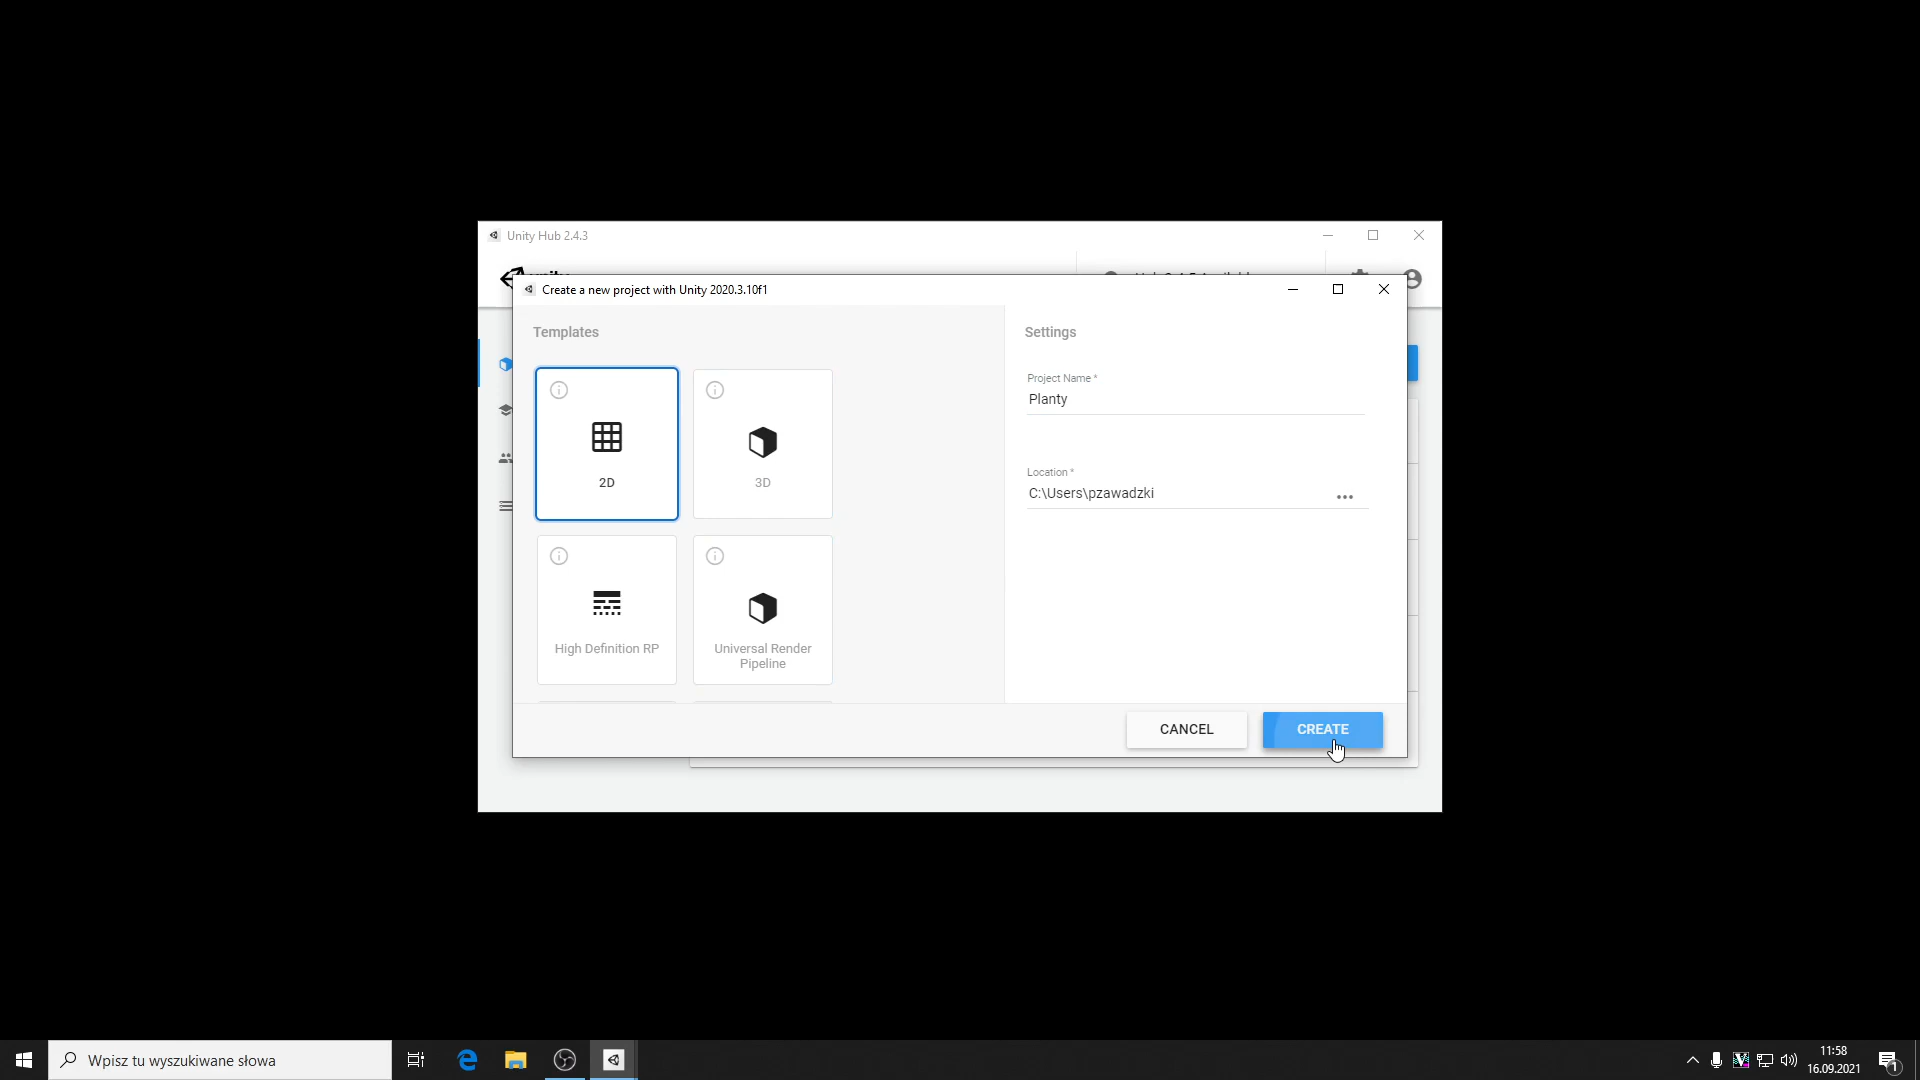 Unity Hub 2.4.3
Create a new project with Unity 2020.3.10f1
Templates
Settings
2D
3D
High Definition RP
Universal Render
Pipeline
Project Name *
Planty
Location *
C:\Users\pzawadzki
CANCEL
CREATE
Wpisz tu wyszukiwane słowa
11:58
16.09.2021
1